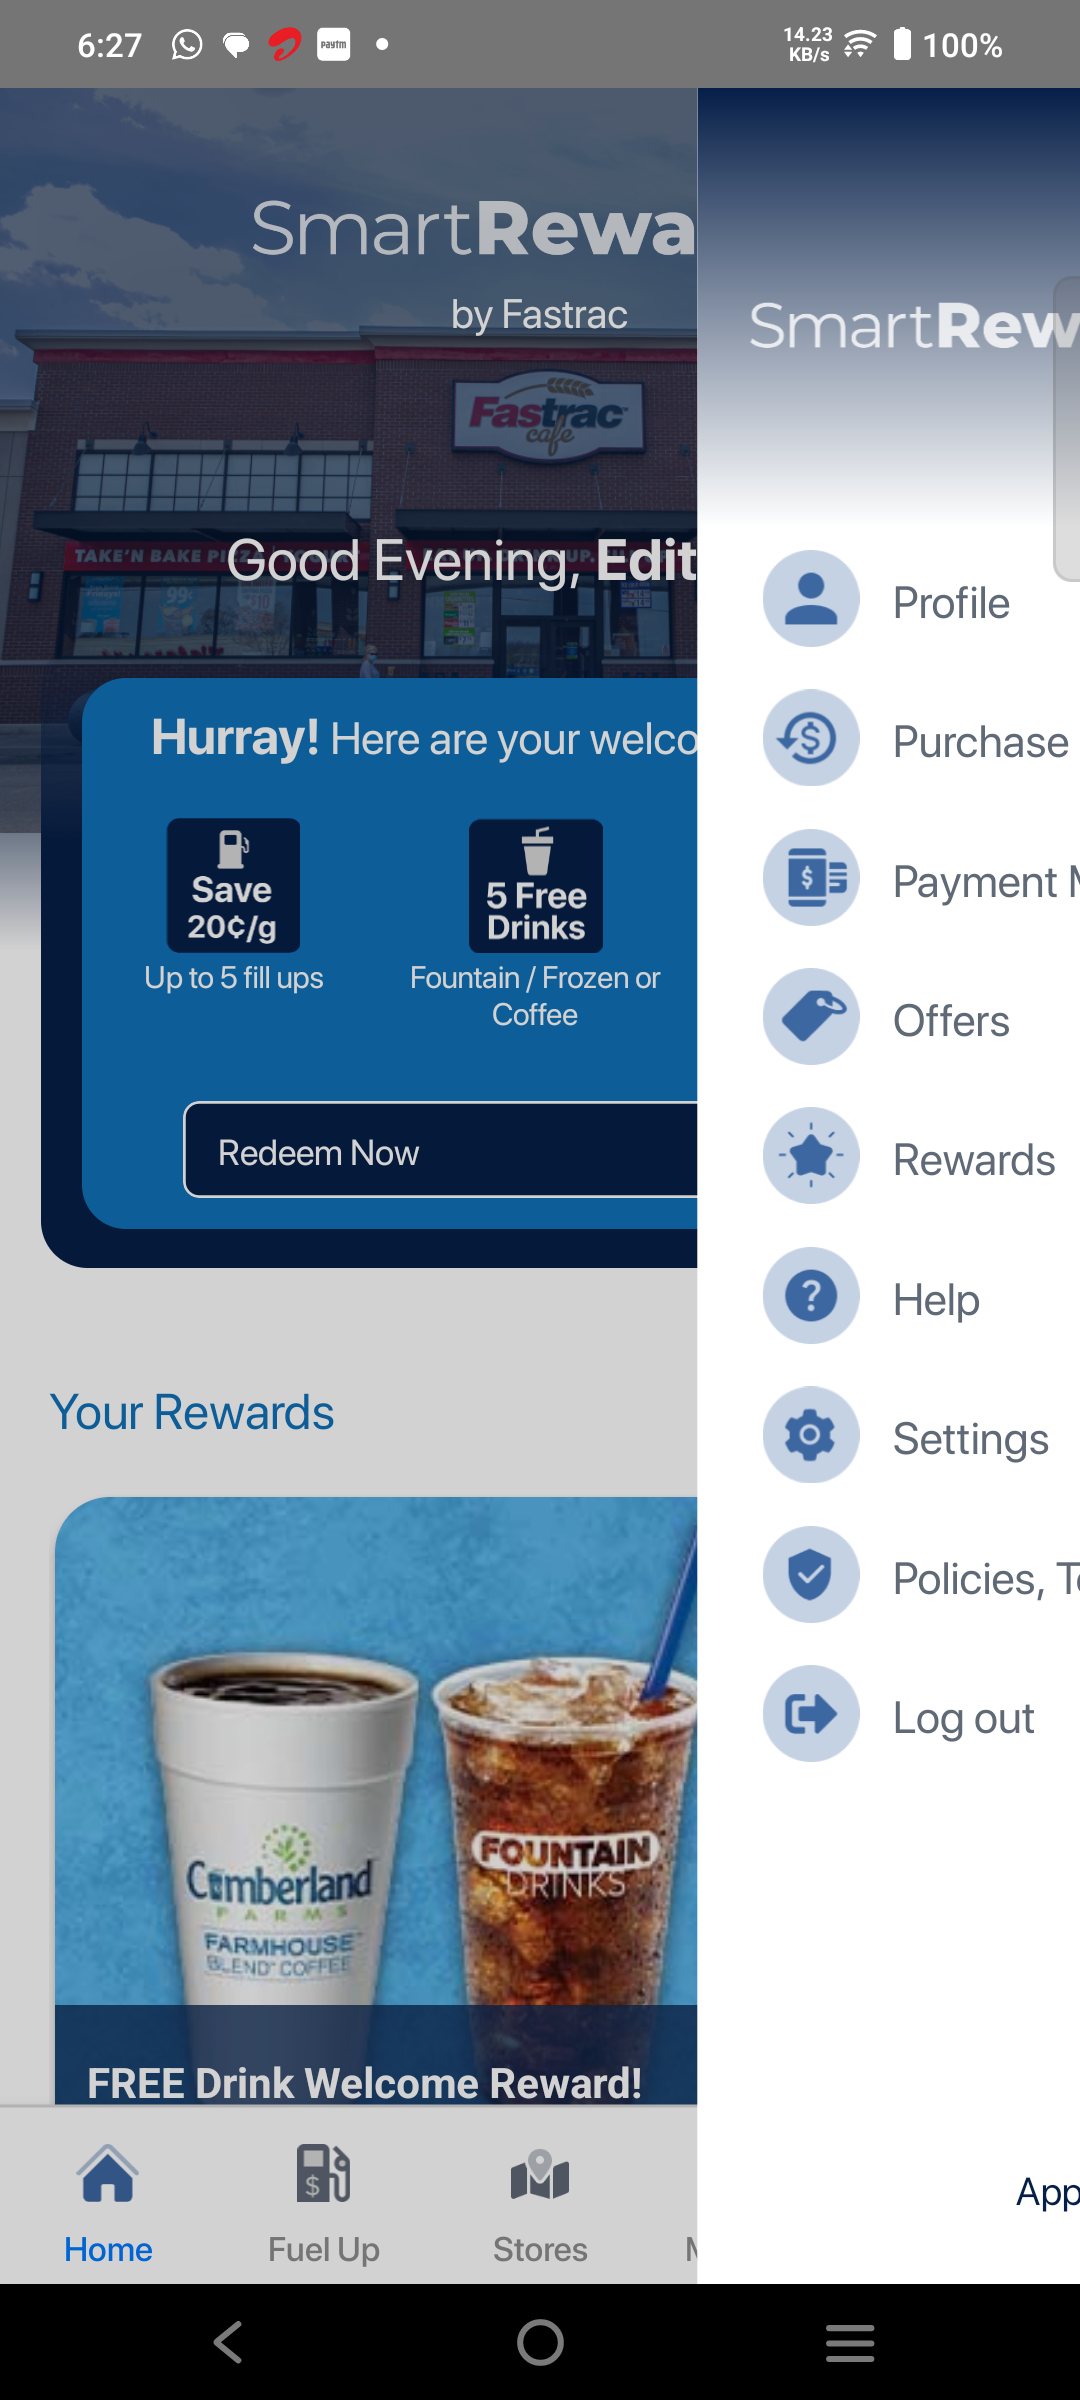 6:27
paytm
14.23
KB/s
100%
SmartRewa
by Fastrac
Fastrac
cafe
TAKE'N BAKE PIZZA
Good Evening, Edit
Hurray! Here are your welco
Save
20¢/g
Up to 5 fill ups
5 Free
Drinks
Fountain / Frozen or
Coffee
Redeem Now
Your Rewards
Cumberland
FARMS
FARMHOUSE
BLEND COFFEE
FOUNTAIN
DRINKS
FREE Drink Welcome Reward!
Home
Fuel Up
Stores
M
SmartRew
Profile
Purchase
Payment M
Offers
Rewards
Help
Settings
Policies, Te
Log out
App